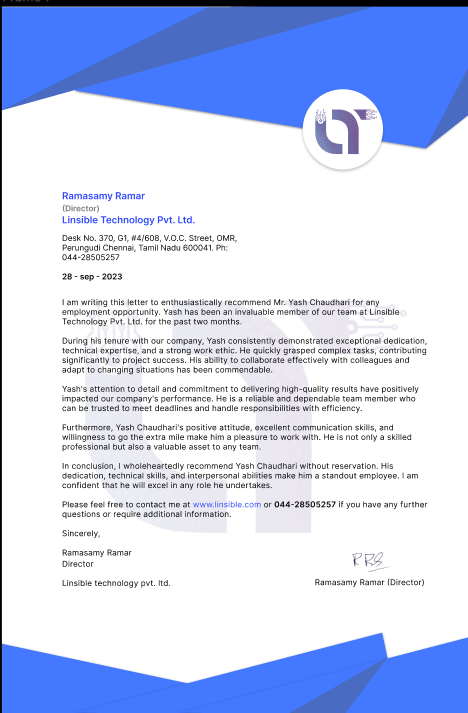 Ramasamy Ramar
(Director)
Linsible Technology Pvt. Ltd.
Desk No. 370, G1, #4/608, V.O.C. Street, OMR,
Perungudi Chennai, Tamil Nadu 600041. Ph:
044-28505257
28 - sep - 2023
I am writing this letter to enthusiastically recommend Mr. Yash Chaudhari for any
employment opportunity. Yash has been an invaluable member of our team at Linsible
Technology Pvt. Ltd. for the past two months.
During his tenure with our company, Yash consistently demonstrated exceptional dedication,
technical expertise, and a strong work ethic. He quickly grasped complex tasks, contributing
significantly to project success. His ability to collaborate effectively with colleagues and
adapt to changing situations has been commendable.
Yash's attention to detail and commitment to delivering high-quality results have positively
impacted our company's performance. He is a reliable and dependable team member who
can be trusted to meet deadlines and handle responsibilities with efficiency.
Furthermore, Yash Chaudhari's positive attitude, excellent communication skills, and
willingness to go the extra mile make him a pleasure to work with. He is not only a skilled
professional but also a valuable asset to any team.
In conclusion, I wholeheartedly recommend Yash Chaudhari without reservation. His
dedication, technical skills, and interpersonal abilities make him a standout employee. I am
confident that he will excel in any role he undertakes.
Please feel free to contact me at www.linsible.com or 044-28505257 if you have any further
questions or require additional information.
Sincerely,
Ramasamy Ramar
Director
Linsible technology pvt. ltd.
Ramasamy Ramar (Director)